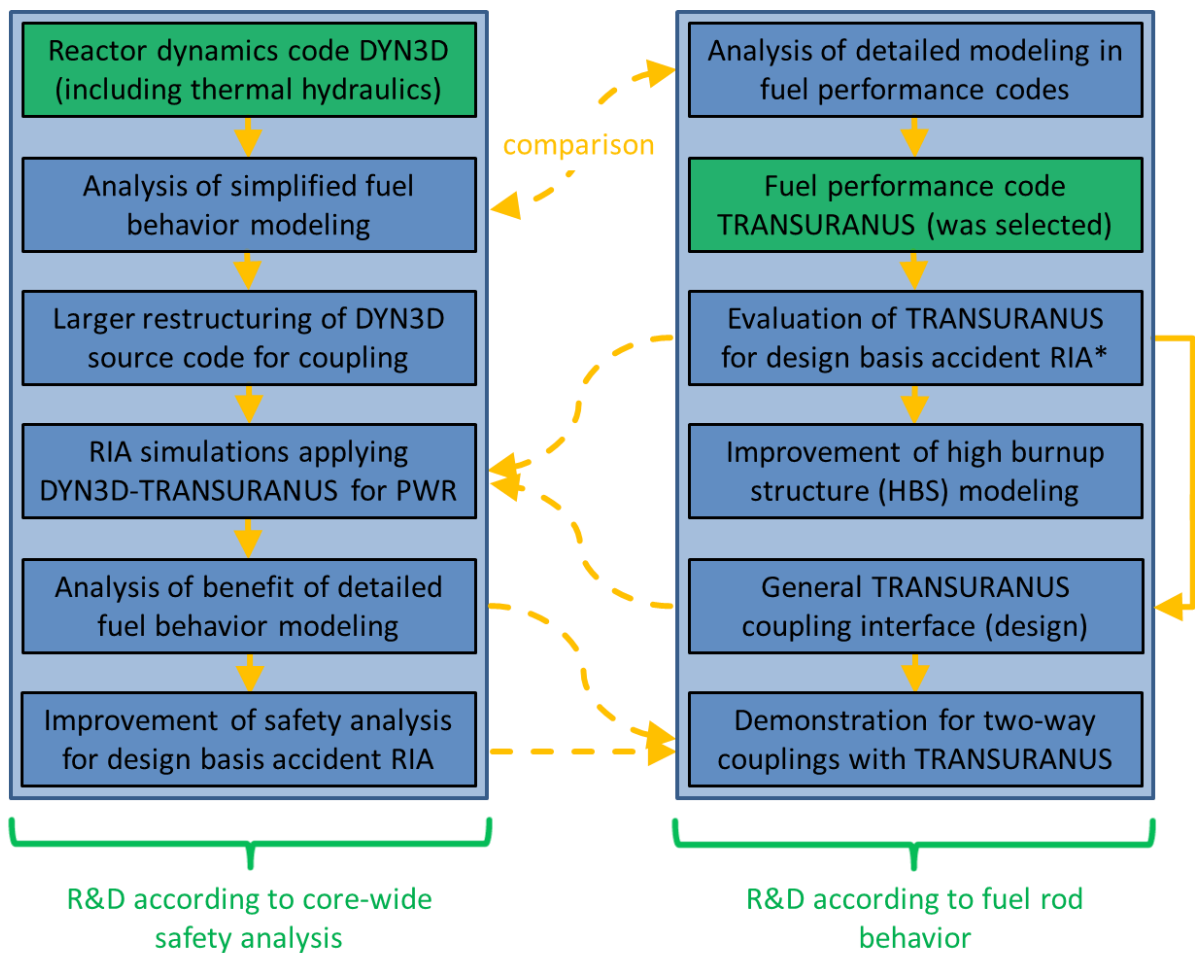 Reactor dynamics code DYN3D
(including thermal hydraulics)
Analysis of simplified fuel
behavior modeling
Larger restructuring of DYN3D
source code for coupling
RIA simulations applying
DYN3D-TRANSURANUS for PWR
Analysis of benefit of detailed
fuel behavior modeling
Improvement of safety analysis
for design basis accident RIA
R&D according to core-wide
safety analysis
comparison
Analysis of detailed modeling in
fuel performance codes
Fuel performance code
TRANSURANUS (was selected)
Evaluation of TRANSURANUS
for design basis accident RIA*
Improvement of high burnup
structure (HBS) modeling
General TRANSURANUS
coupling interface (design)
Demonstration for two-way
couplings with TRANSURANUS
R&D according to fuel rod
behavior